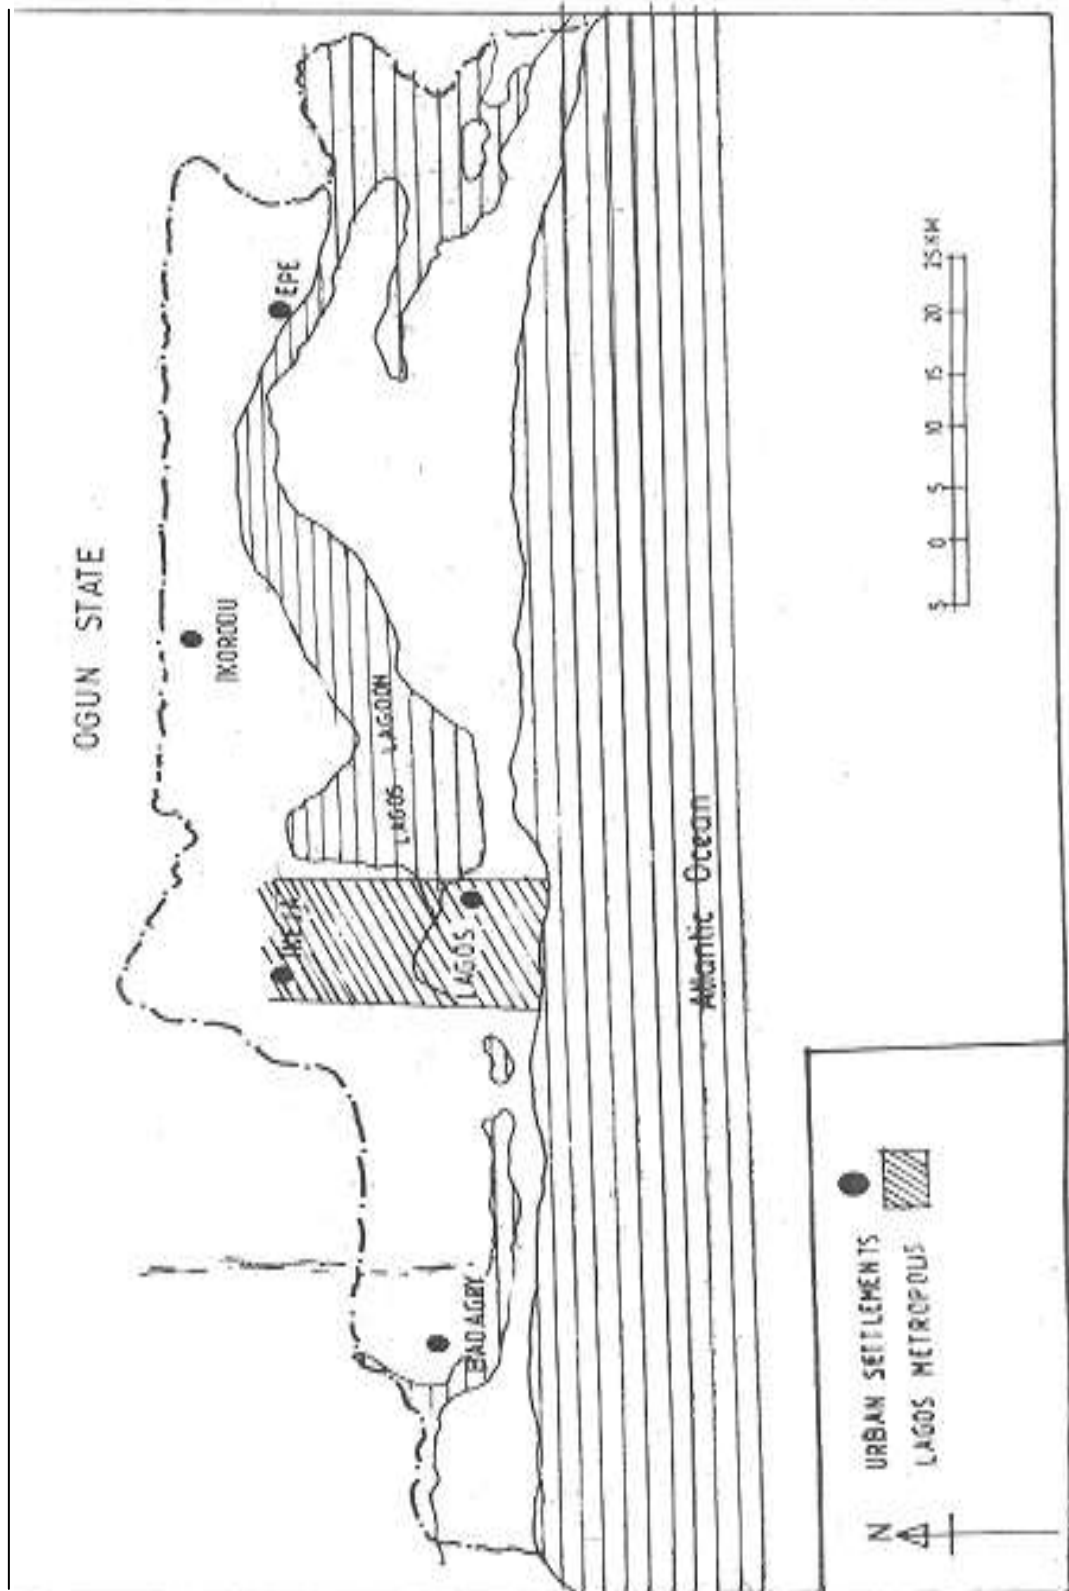 OGUN STATE
EPE
IKORODU
LAGOS LAGOON
IKEJA
LAGOS
BADAGRY
Atlantic Ocean
5 0 5 10 15 20 25KM
N
URBAN SETTLEMENTS
LAGOS METROPOLIS